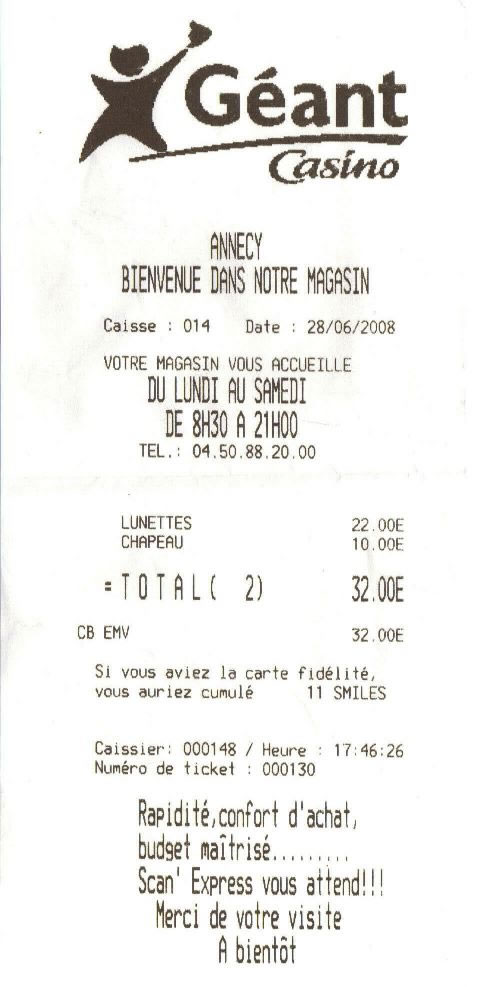 Géant
Casino
ANNECY
BIENVENUE DANS NOTRE MAGASIN
Caisse : 014 Date : 28/06/2008
VOTRE MAGASIN VOUS ACCUEILLE
DU LUNDI AU SAMEDI
DE 8H30 A 21H00
TEL.: 04.50.88.20.00
LUNETTES 22.00E
CHAPEAU 10.00E
=TOTAL( 2) 32.00E
CB EMV 32.00E
Si vous aviez la carte fidélité,
vous auriez cumulé 11 SMILES
Caissier: 000148 / Heure : 17:46:26
Numéro de ticket : 000130
Rapidité,confort d'achat,
budget maîtrisé.........
Scan' Express vous attend!!!
Merci de votre visite
A bientôt